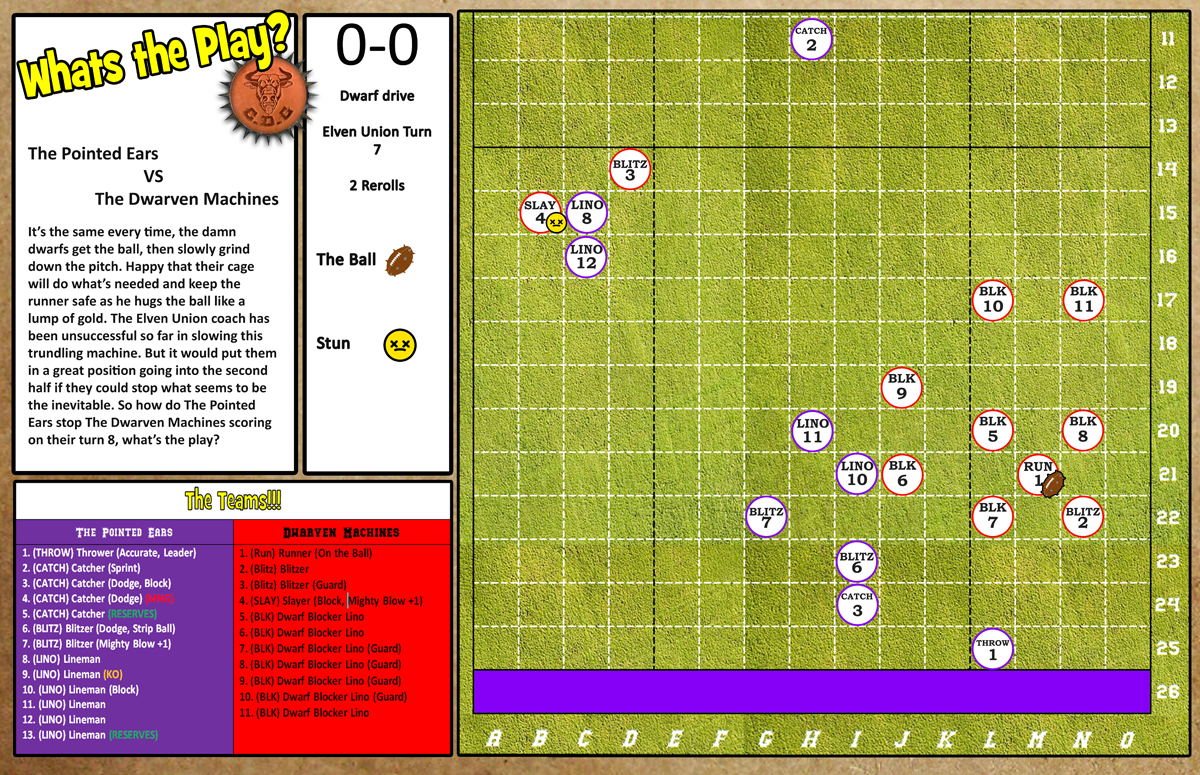 Whats the Play?
C.D.C
The Pointed Ears
VS
The Dwarven Machines
It's the same every time, the damn
dwarfs get the ball, then slowly grind
down the pitch. Happy that their cage
will do what's needed and keep the
runner safe as he hugs the ball like a
lump of gold. The Elven Union coach has
been unsuccessful so far in slowing this
trundling machine. But it would put them
in a great position going into the second
half if they could stop what seems to be
the inevitable. So how do The Pointed
Ears stop The Dwarven Machines scoring
on their turn 8, what's the play?
0-0
Dwarf drive
Elven Union Turn
7
2 Rerolls
The Ball
Stun
The Teams!!!
The Pointed Ears
1. (THROW) Thrower (Accurate, Leader)
2. (CATCH) Catcher (Sprint)
3. (CATCH) Catcher (Dodge, Block)
4. (CATCH) Catcher (Dodge)
5. (CATCH) Catcher (RESERVES)
6. (BLITZ) Blitzer (Dodge, Strip Ball)
7. (BLITZ) Blitzer (Mighty Blow +1)
8. (LINO) Lineman
9. (LINO) Lineman (KO)
10. (LINO) Lineman (Block)
11. (LINO) Lineman
12. (LINO) Lineman
13. (LINO) Lineman (RESERVES)
Dwarven Machines
1. (Run) Runner (On the Ball)
2. (Blitz) Blitzer
3. (Blitz) Blitzer (Guard)
4. (SLAY) Slayer (Block, Mighty Blow +1)
5. (BLK) Dwarf Blocker Lino
6. (BLK) Dwarf Blocker Lino
7. (BLK) Dwarf Blocker Lino (Guard)
8. (BLK) Dwarf Blocker Lino (Guard)
9. (BLK) Dwarf Blocker Lino (Guard)
10. (BLK) Dwarf Blocker Lino (Guard)
11. (BLK) Dwarf Blocker Lino
CATCH
2
11
12
13
BLITZ
3
14
SLAY
4
LINO
8
15
LINO
12
16
BLK
10
BLK
11
17
18
BLK
9
19
LINO
11
BLK
5
BLK
8
20
LINO
10
BLK
6
RUN
1
21
BLITZ
7
BLK
7
BLITZ
2
22
BLITZ
6
23
CATCH
3
24
THROW
1
25
26
A B C D E F G H I J K L M N O